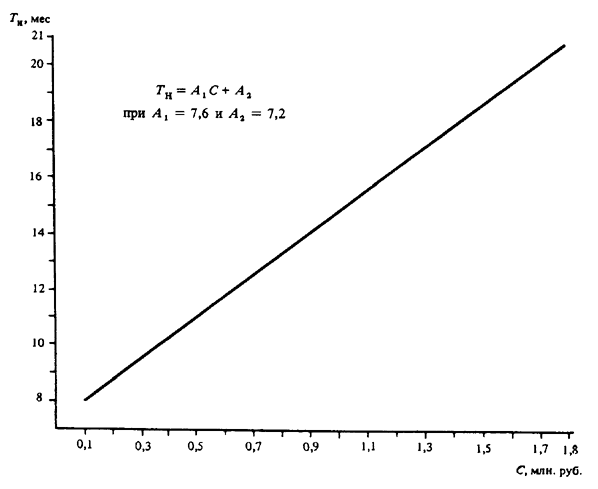 Tн, мес
21
20
18
16
14
12
10
8
Tн = A₁C + A₂
при A₁ = 7,6 и A₂ = 7,2
0,1 0,3 0,5 0,7 0,9 1,1 1,3 1,5 1,7 1,8
C, млн. руб.